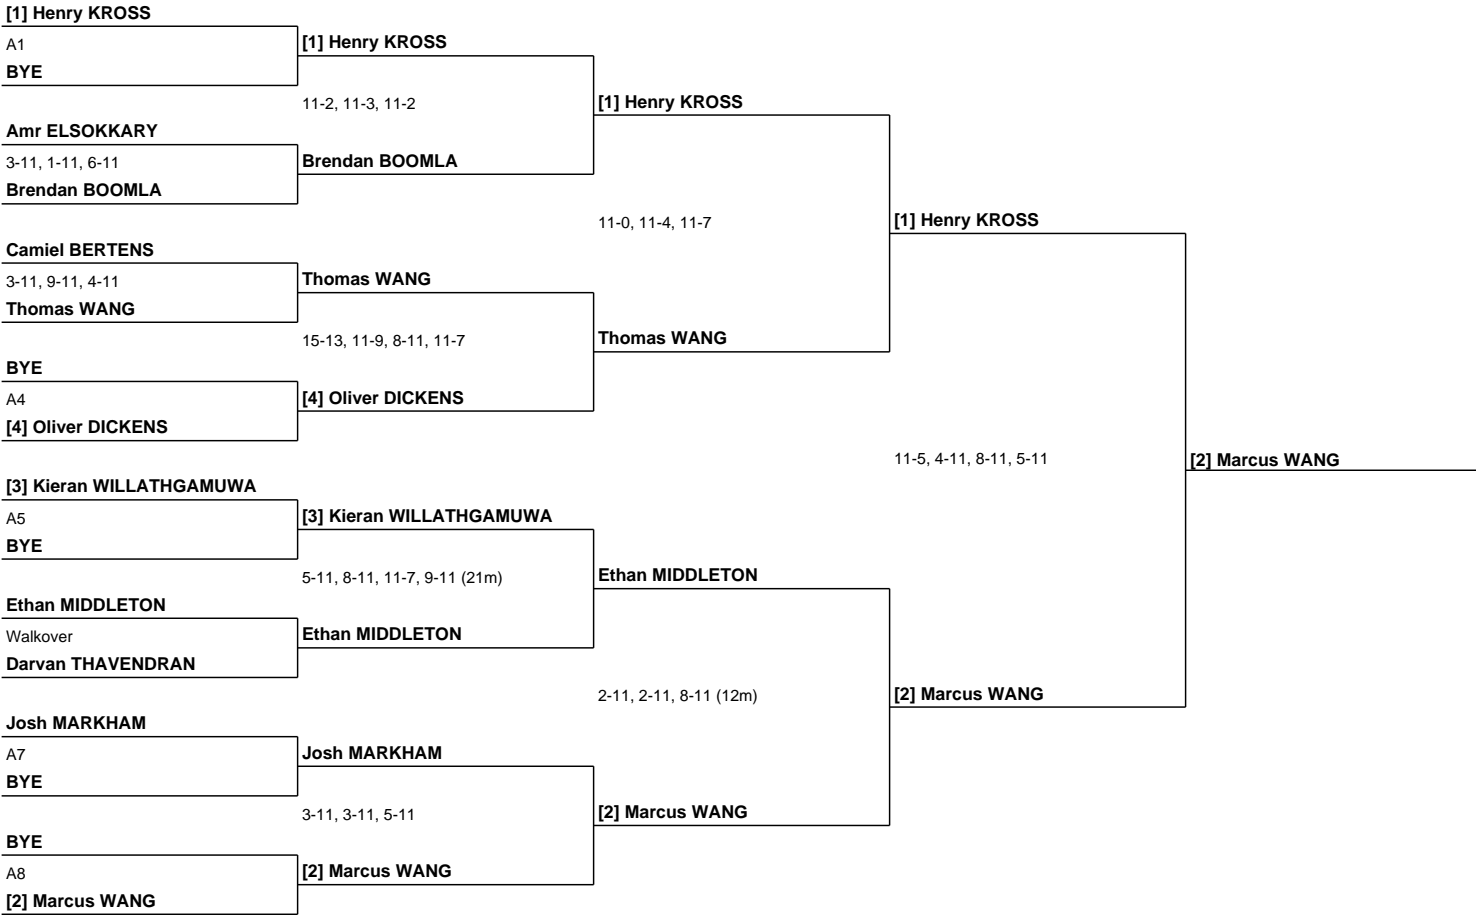 [1] Henry KROSS
A1
BYE
Amr ELSOKKARY
3-11, 1-11, 6-11
Brendan BOOMLA
Camiel BERTENS
3-11, 9-11, 4-11
Thomas WANG
BYE
A4
[4] Oliver DICKENS
[3] Kieran WILLATHGAMUWA
A5
BYE
Ethan MIDDLETON
Walkover
Darvan THAVENDRAN
Josh MARKHAM
A7
BYE
BYE
A8
[2] Marcus WANG
[1] Henry KROSS
11-2, 11-3, 11-2
Brendan BOOMLA
Thomas WANG
15-13, 11-9, 8-11, 11-7
[4] Oliver DICKENS
[3] Kieran WILLATHGAMUWA
5-11, 8-11, 11-7, 9-11 (21m)
Ethan MIDDLETON
Josh MARKHAM
3-11, 3-11, 5-11
[2] Marcus WANG
[1] Henry KROSS
11-0, 11-4, 11-7
Thomas WANG
Ethan MIDDLETON
2-11, 2-11, 8-11 (12m)
[2] Marcus WANG
[1] Henry KROSS
11-5, 4-11, 8-11, 5-11
[2] Marcus WANG
[2] Marcus WANG